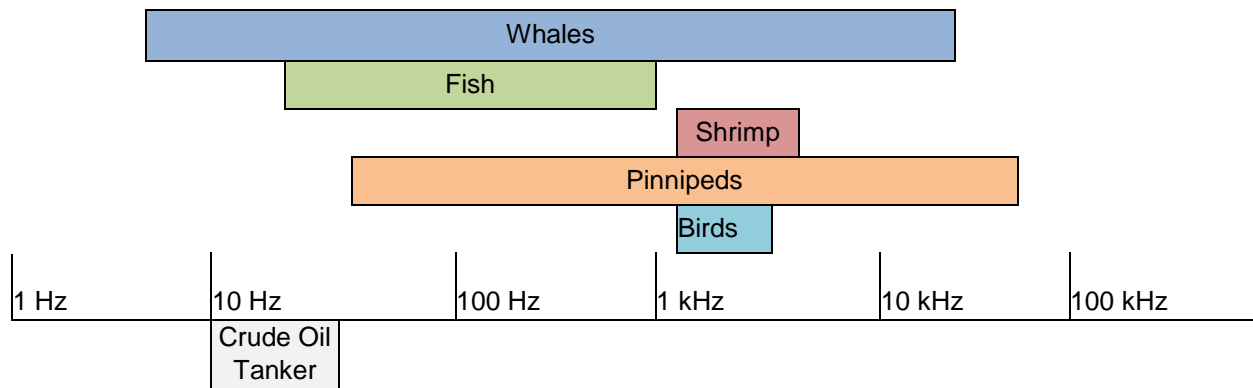 Whales
Fish
Shrimp
Pinnipeds
Birds
1 Hz 10 Hz 100 Hz 1 kHz 10 kHz 100 kHz
Crude Oil
Tanker